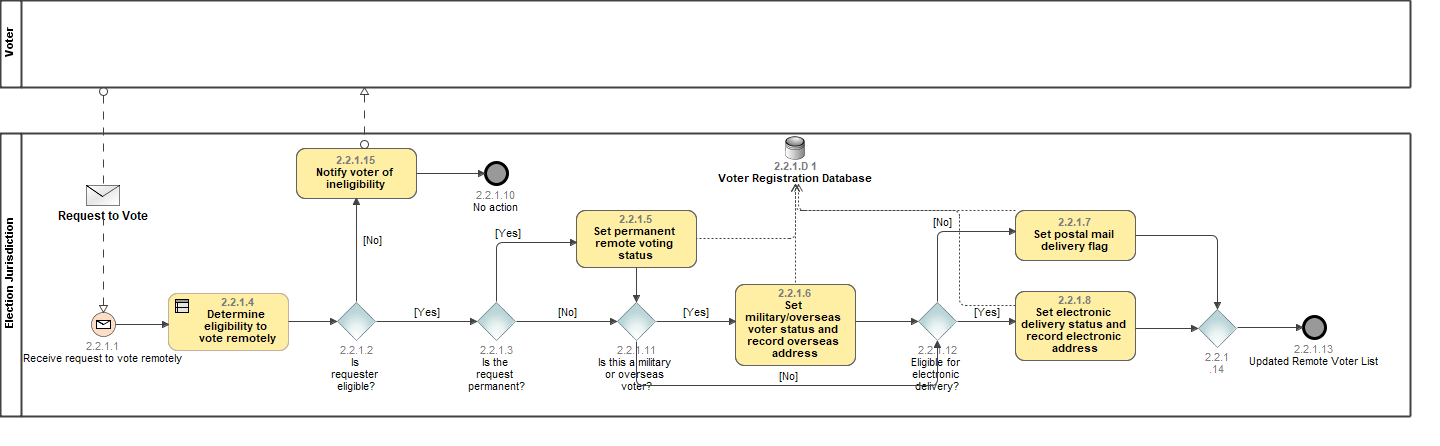 Voter
Election Jurisdiction
Request to Vote
2.2.1.1
Receive request to vote remotely
2.2.1.4
Determine
eligibility to
vote remotely
2.2.1.2
Is
requester
eligible?
[No]
2.2.1.15
Notify voter of
ineligibility
2.2.1.10
No action
[Yes]
2.2.1.3
Is the
request
permanent?
[Yes]
2.2.1.5
Set permanent
remote voting
status
[No]
2.2.1.11
Is this a military
or overseas
voter?
[Yes]
2.2.1.6
Set
military/overseas
voter status and
record overseas
address
[No]
2.2.1.D 1
Voter Registration Database
2.2.1.12
Eligible for
electronic
delivery?
[No]
2.2.1.7
Set postal mail
delivery flag
[Yes]
2.2.1.8
Set electronic
delivery status and
record electronic
address
2.2.1
.14
2.2.1.13
Updated Remote Voter List